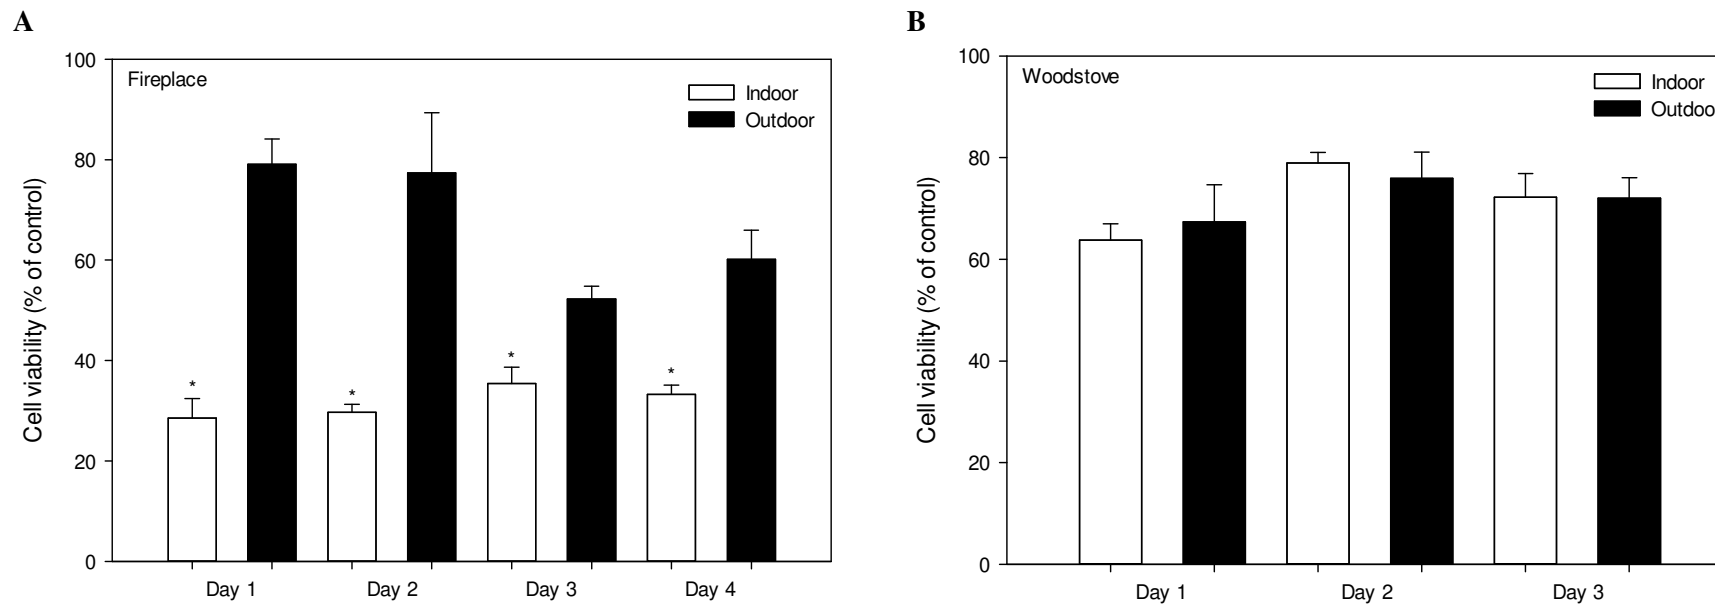 A
B
Fireplace
Indoor
Outdoor
100
80
60
40
20
0
Cell viability (% of control)
*
*
*
*
Day 1
Day 2
Day 3
Day 4
Woodstove
Indoor
Outdoo
100
80
60
40
20
0
Cell viability (% of control)
Day 1
Day 2
Day 3